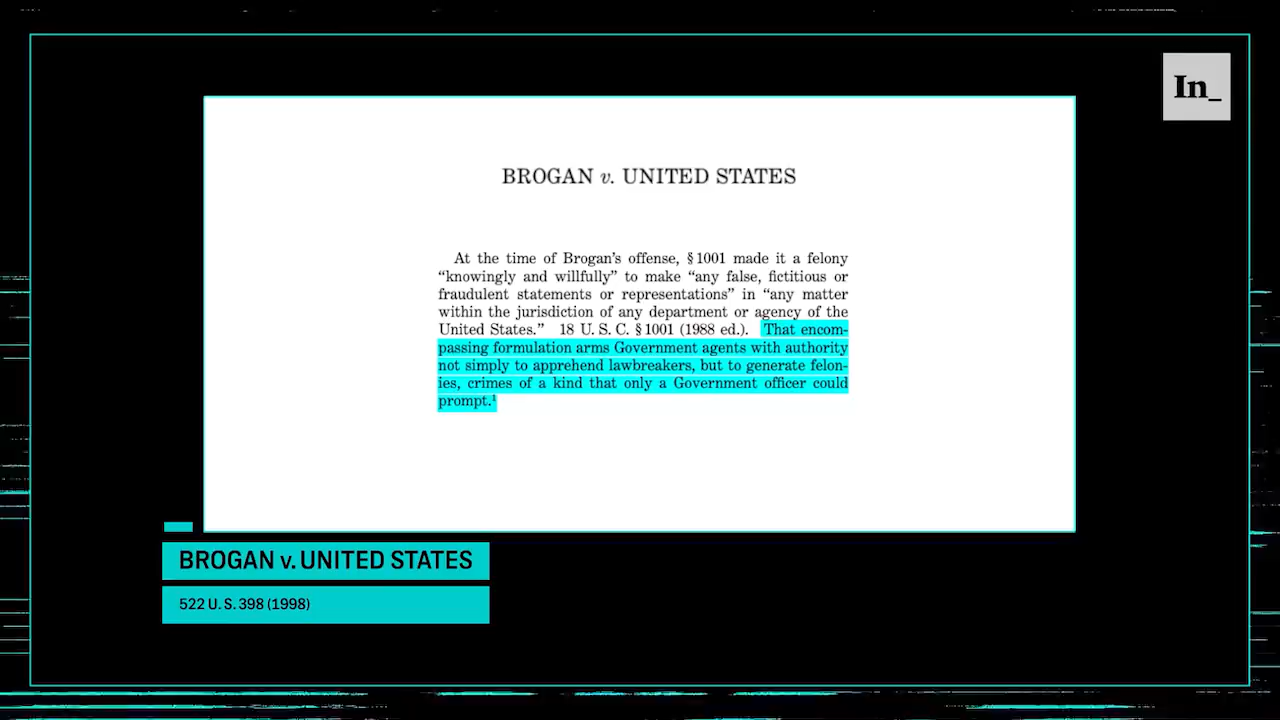 In_
BROGAN v. UNITED STATES
At the time of Brogan’s offense, § 1001 made it a felony
“knowingly and willfully” to make “any false, fictitious or
fraudulent statements or representations” in “any matter
within the jurisdiction of any department or agency of the
United States.” 18 U. S. C. § 1001 (1988 ed.). That encom-
passing formulation arms Government agents with authority
not simply to apprehend lawbreakers, but to generate felon-
ies, crimes of a kind that only a Government officer could
prompt.¹
BROGAN v. UNITED STATES
522 U. S. 398 (1998)